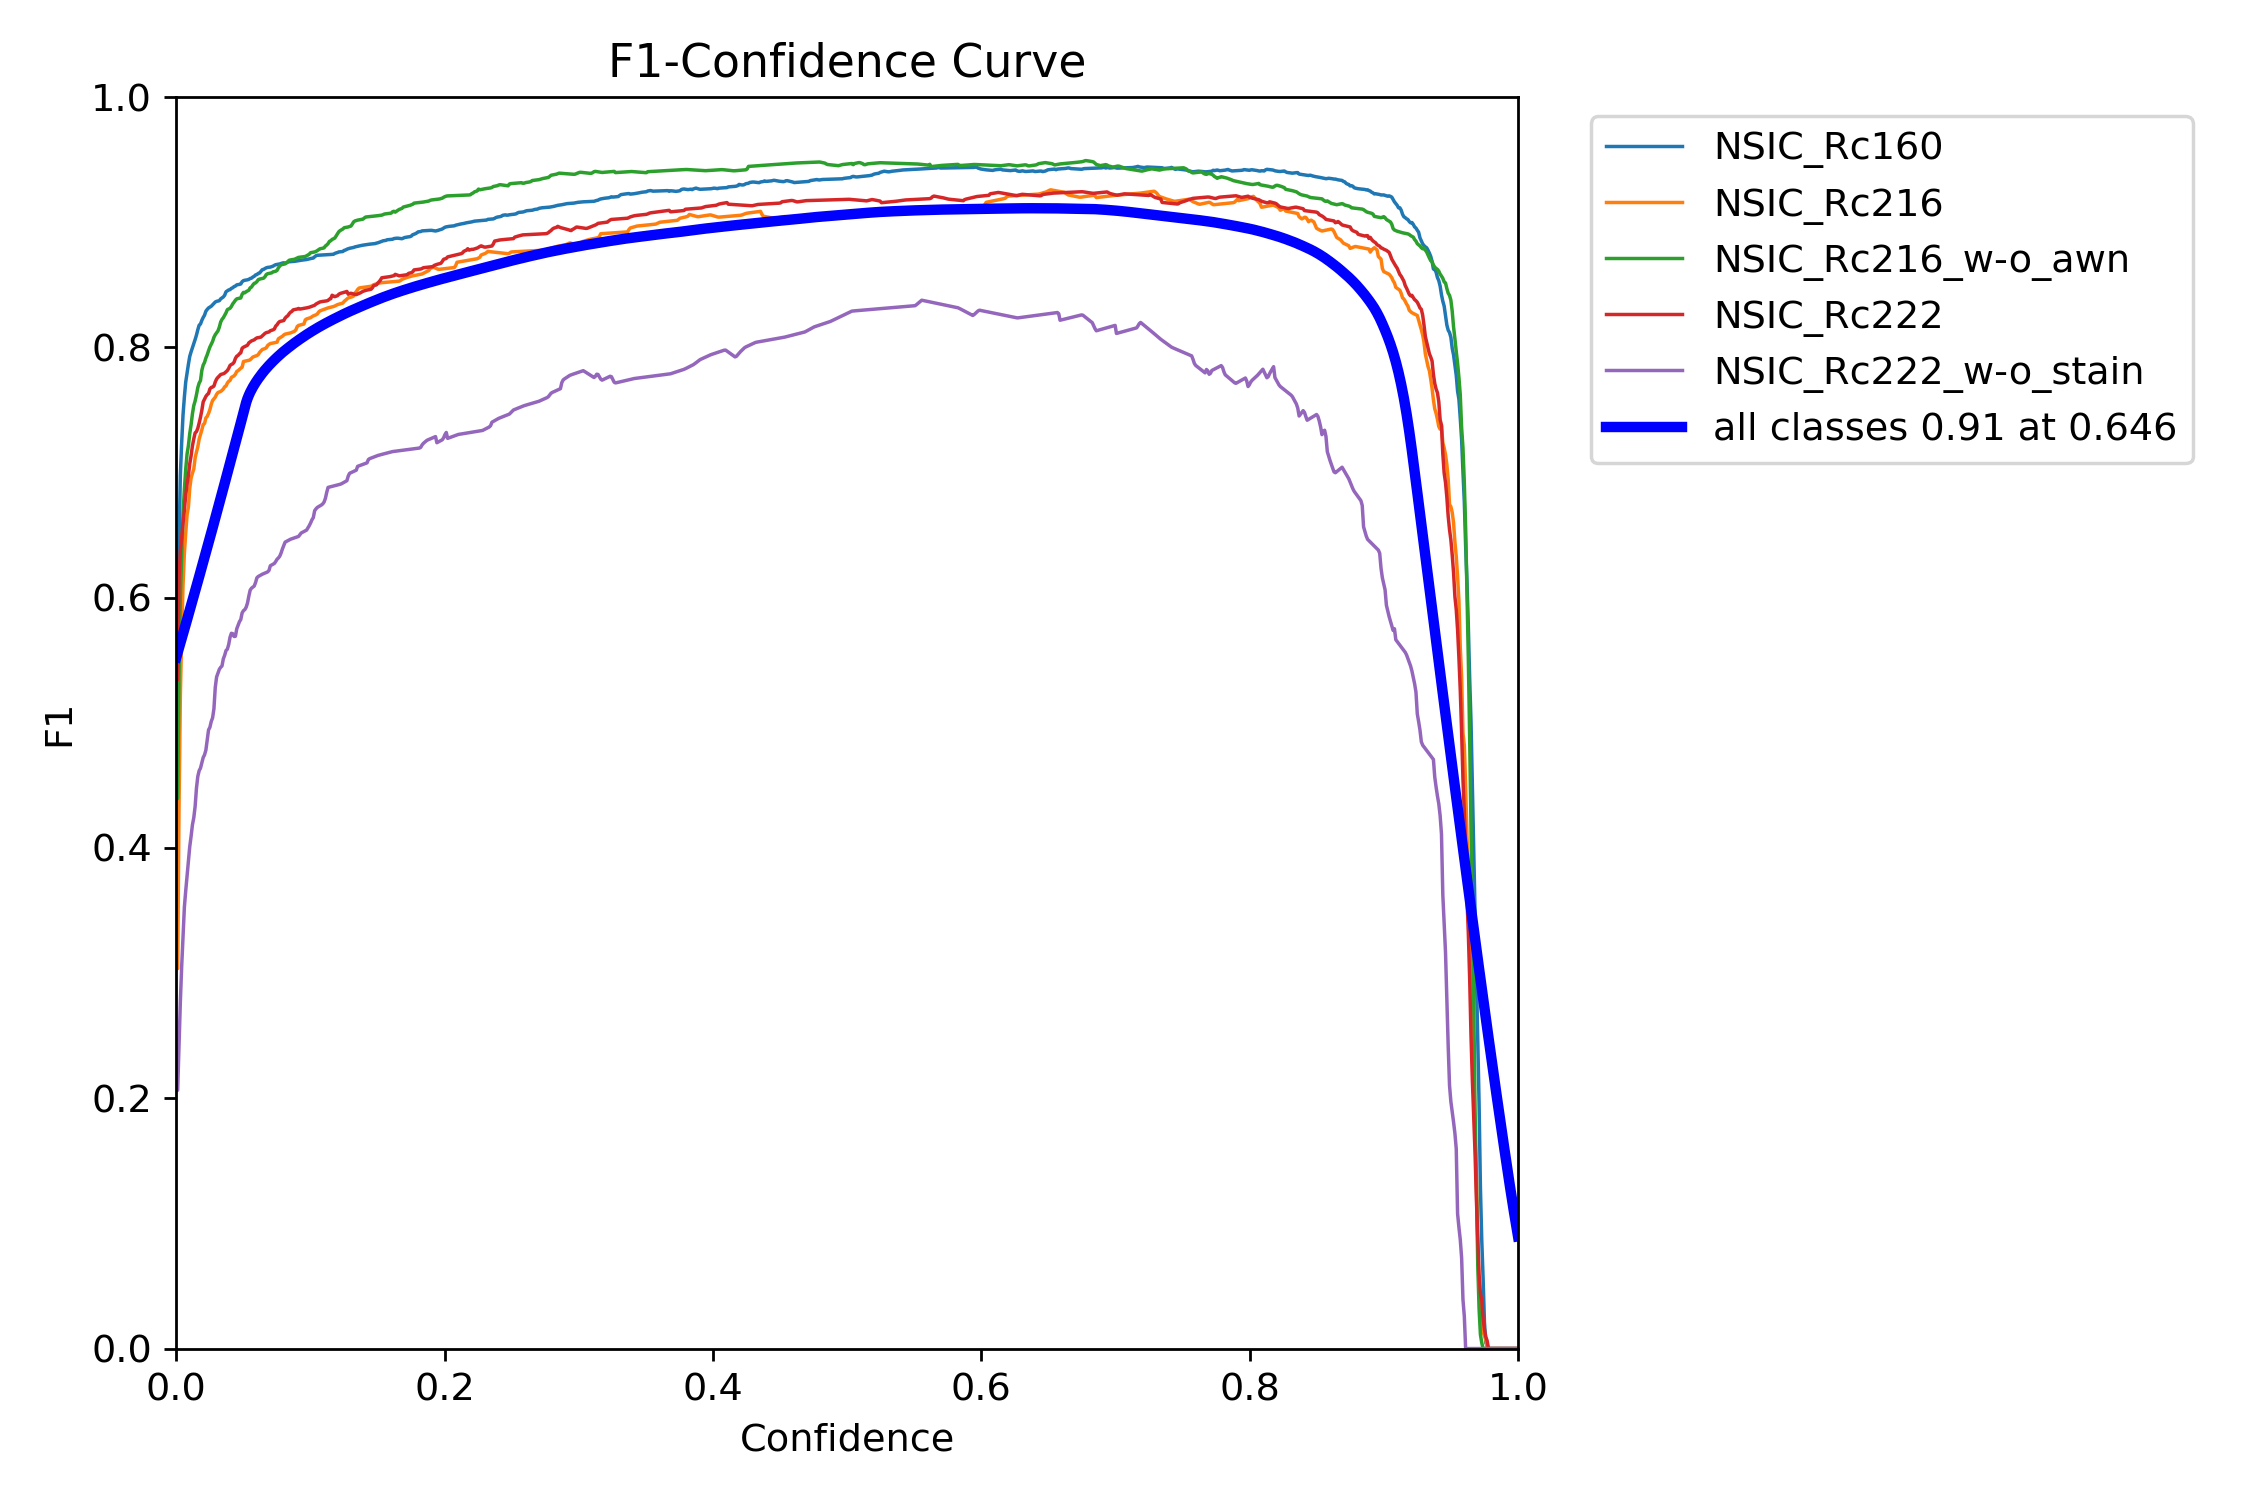 F1-Confidence Curve
1.0
0.8
0.6
0.4
0.2
0.0
F1
0.0 0.2 0.4 0.6 0.8 1.0
Confidence
NSIC_Rc160
NSIC_Rc216
NSIC_Rc216_w-o_awn
NSIC_Rc222
NSIC_Rc222_w-o_stain
all classes 0.91 at 0.646